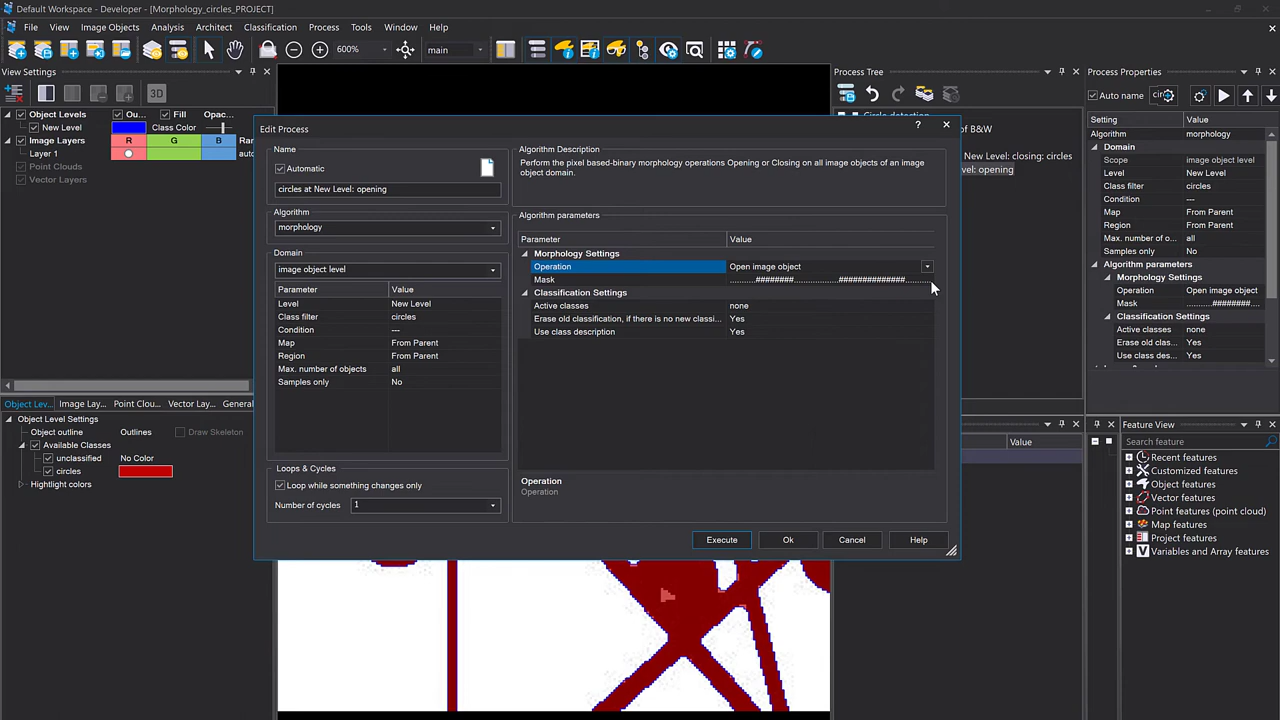 Default Workspace - Developer - [Morphology_circles_PROJECT]
File View Image Objects Analysis Architect Classification Process Tools Window Help
600% main
View Settings
3D
Object Levels Ou... Fill Opac...
New Level Class Color
Image Layers R G B Ran
Layer 1 auto
Point Clouds
Vector Layers
Object Lev... Image Lay... Point Clou... Vector Lay... General
Object Level Settings
Object outline Outlines Draw Skeleton
Available Classes
unclassified No Color
circles
Highlight colors
Edit Process
Name
Automatic
circles at New Level: opening
Algorithm
morphology
Domain
image object level
Parameter Value
Level New Level
Class filter circles
Condition ---
Map From Parent
Region From Parent
Max. number of objects all
Samples only No
Loops & Cycles
Loop while something changes only
Number of cycles 1
Algorithm Description
Perform the pixel based-binary morphology operations Opening or Closing on all image objects of an image
object domain.
Algorithm parameters
Parameter Value
Morphology Settings
Operation Open image object
Mask
Classification Settings
Active classes none
Erase old classification, if there is no new classi... Yes
Use class description Yes
Operation
Operation
Execute Ok Cancel Help
Process Tree
Circle detection
of B&W
New Level: closing: circles
vel: opening
Value
Process Properties
Auto name
Setting Value
Algorithm morphology
Domain
Scope image object level
Level New Level
Class filter circles
Condition ---
Map From Parent
Region From Parent
Max. number of o... all
Samples only No
Algorithm parameters
Morphology Settings
Operation Open image object
Mask ...........########......
Classification Settings
Active classes none
Erase old clas... Yes
Use class des... Yes
Feature View
Search feature
Recent features
Customized features
Object features
Vector features
Point features (point cloud)
Map features
Project features
Variables and Array features